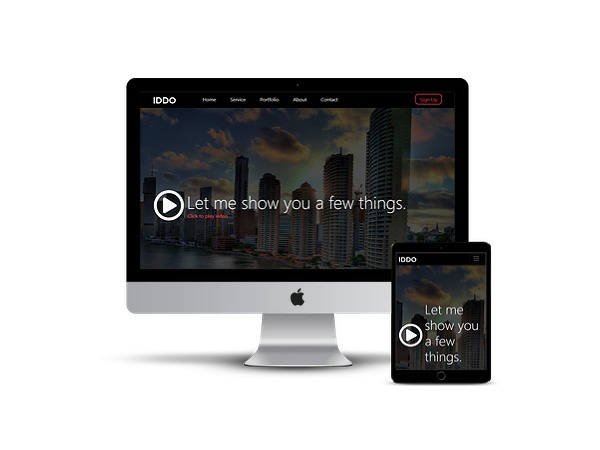 IDDO
Home Service Portfolio About Contact Sign Up
Let me show you a few things.
Click to play video
IDDO
Let me
show you
a few
things.